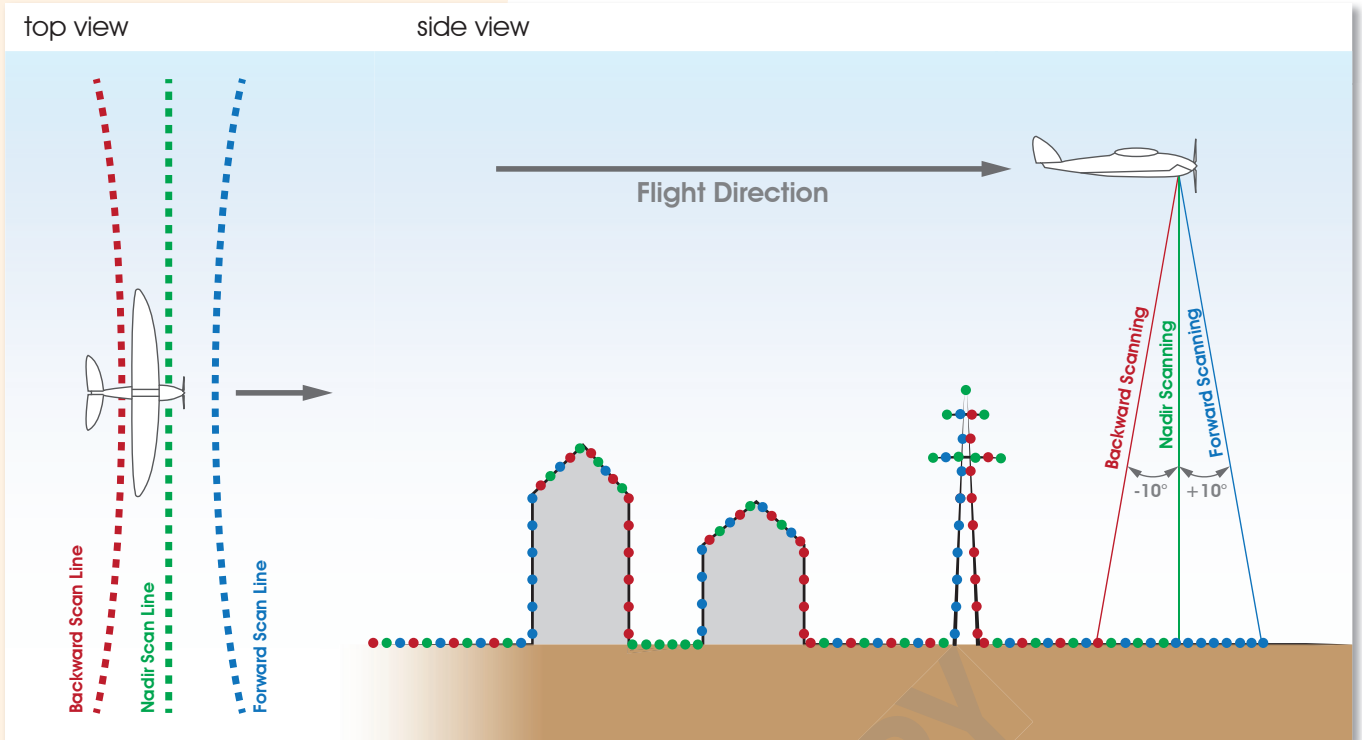 top view
side view
Flight Direction
Backward Scanning
Nadir Scanning
Forward Scanning
-10°
+10°
Backward Scan Line
Nadir Scan Line
Forward Scan Line